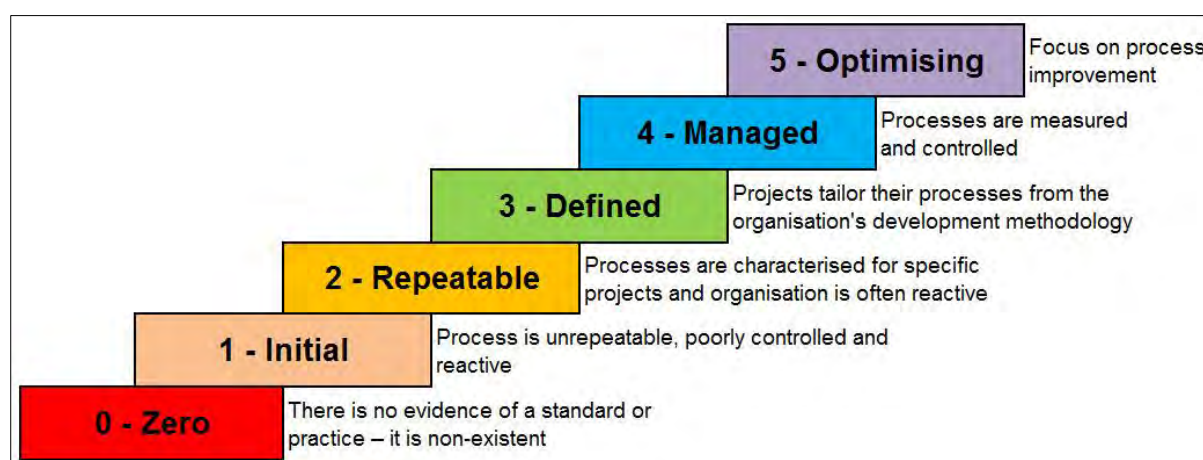 5 - Optimising
Focus on process
improvement
4 - Managed
Processes are measured
and controlled
3 - Defined
Projects tailor their processes from the
organisation's development methodology
2 - Repeatable
Processes are characterised for specific
projects and organisation is often reactive
1 - Initial
Process is unrepeatable, poorly controlled and
reactive
0 - Zero
There is no evidence of a standard or
practice – it is non-existent